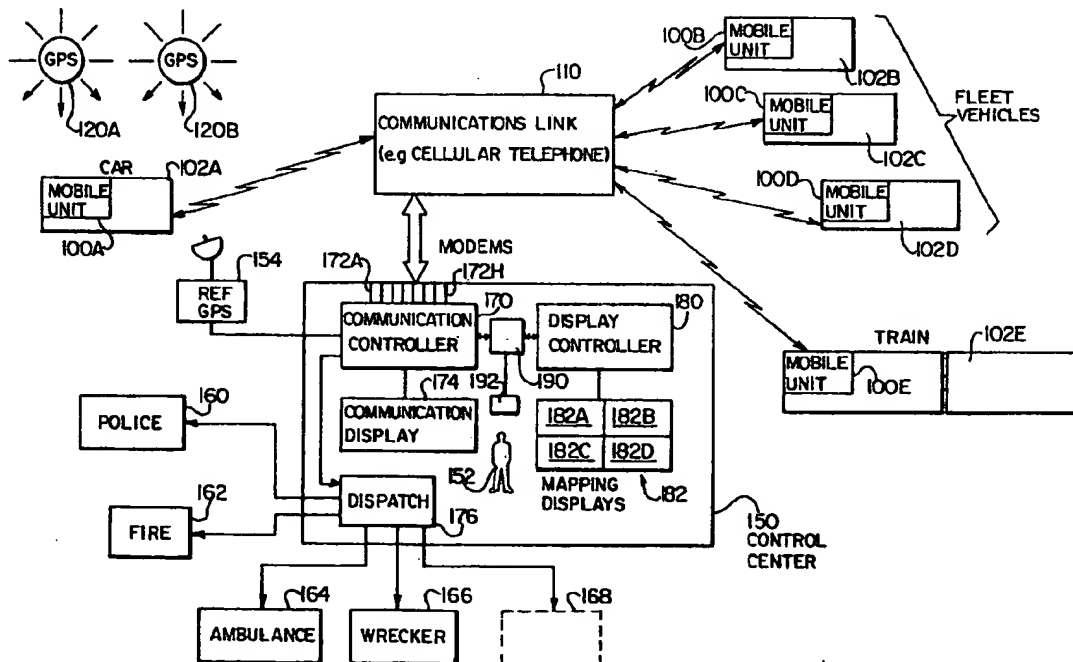 GPS
GPS
120A
120B
110
COMMUNICATIONS LINK
(e.g CELLULAR TELEPHONE)
100B
MOBILE
UNIT
102B
100C
MOBILE
UNIT
102C
100D
MOBILE
UNIT
102D
FLEET
VEHICLES
CAR
102A
MOBILE
UNIT
100A
MODEMS
172A
172H
154
REF
GPS
170
COMMUNICATION
CONTROLLER
180
DISPLAY
CONTROLLER
190
192
TRAIN
102E
MOBILE
UNIT
100E
174
COMMUNICATION
DISPLAY
182A
182B
182C
182D
MAPPING
DISPLAYS
182
152
160
POLICE
162
FIRE
DISPATCH
176
150
CONTROL
CENTER
164
AMBULANCE
166
WRECKER
168